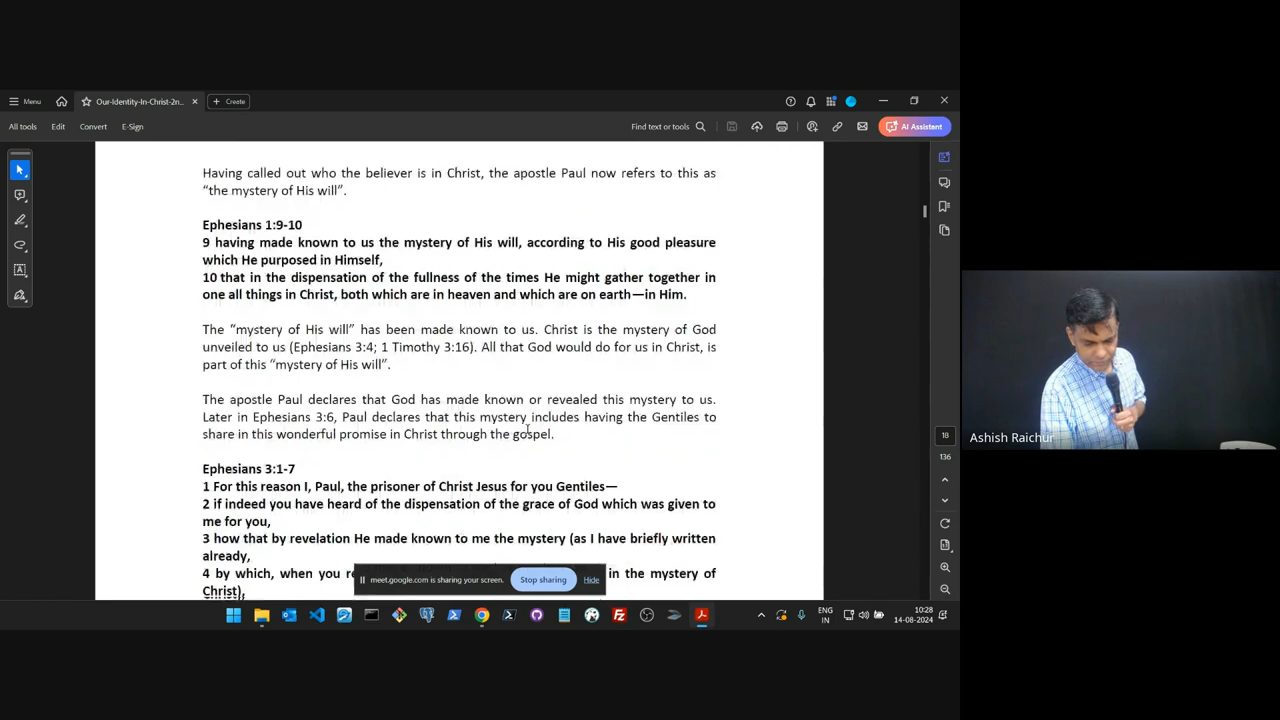 Menu
Our-Identity-In-Christ-2n...
Create
All tools
Edit
Convert
E-Sign
Find text or tools
AI Assistant
Having called out who the believer is in Christ, the apostle Paul now refers to this as
“the mystery of His will”.
Ephesians 1:9-10
9 having made known to us the mystery of His will, according to His good pleasure
which He purposed in Himself,
10 that in the dispensation of the fullness of the times He might gather together in
one all things in Christ, both which are in heaven and which are on earth—in Him.
The “mystery of His will” has been made known to us. Christ is the mystery of God
unveiled to us (Ephesians 3:4; 1 Timothy 3:16). All that God would do for us in Christ, is
part of this “mystery of His will”.
The apostle Paul declares that God has made known or revealed this mystery to us.
Later in Ephesians 3:6, Paul declares that this mystery includes having the Gentiles to
share in this wonderful promise in Christ through the gospel.
Ephesians 3:1-7
1 For this reason I, Paul, the prisoner of Christ Jesus for you Gentiles—
2 if indeed you have heard of the dispensation of the grace of God which was given to
me for you,
3 how that by revelation He made known to me the mystery (as I have briefly written
already,
4 by which, when you in the mystery of
Christ),
18
136
meet.google.com is sharing your screen.
Stop sharing
Hide
ENG
IN
10:28
14-08-2024
Ashish Raichur